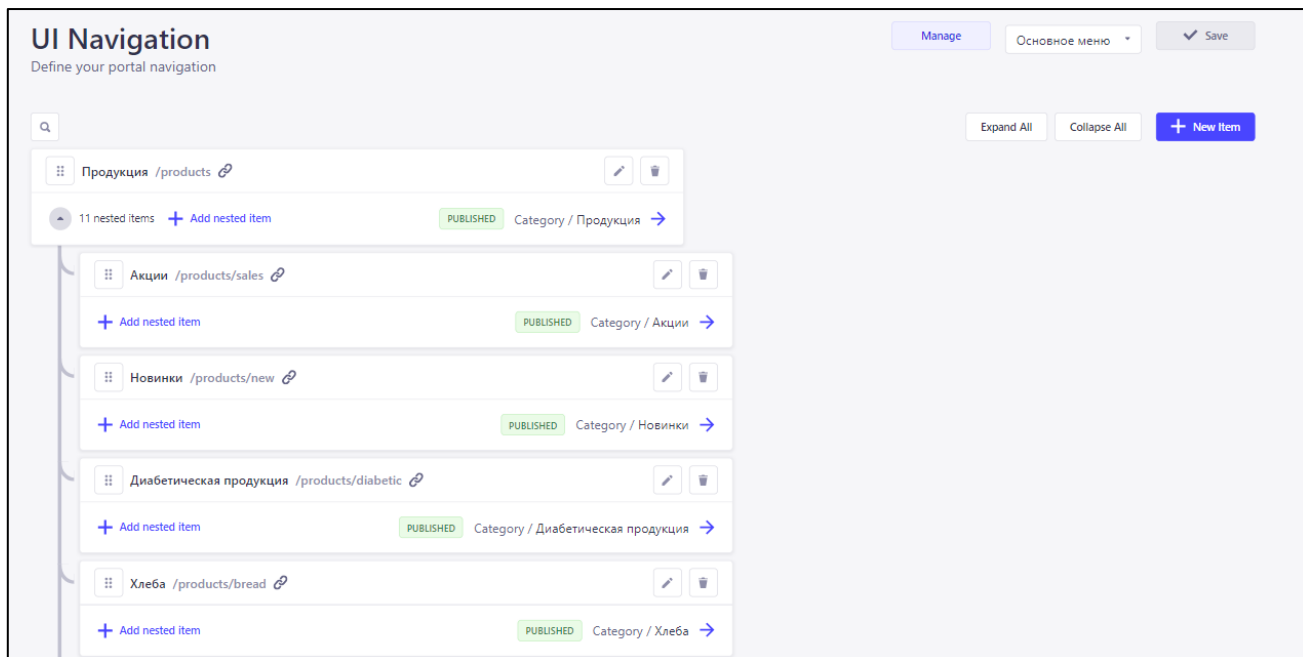 UI Navigation
Define your portal navigation
Manage
Основное меню
Save
Expand All
Collapse All
New Item
Продукция /products
11 nested items Add nested item PUBLISHED Category / Продукция
Акции /products/sales
Add nested item PUBLISHED Category / Акции
Новинки /products/new
Add nested item PUBLISHED Category / Новинки
Диабетическая продукция /products/diabetic
Add nested item PUBLISHED Category / Диабетическая продукция
Хлеба /products/bread
Add nested item PUBLISHED Category / Хлеба